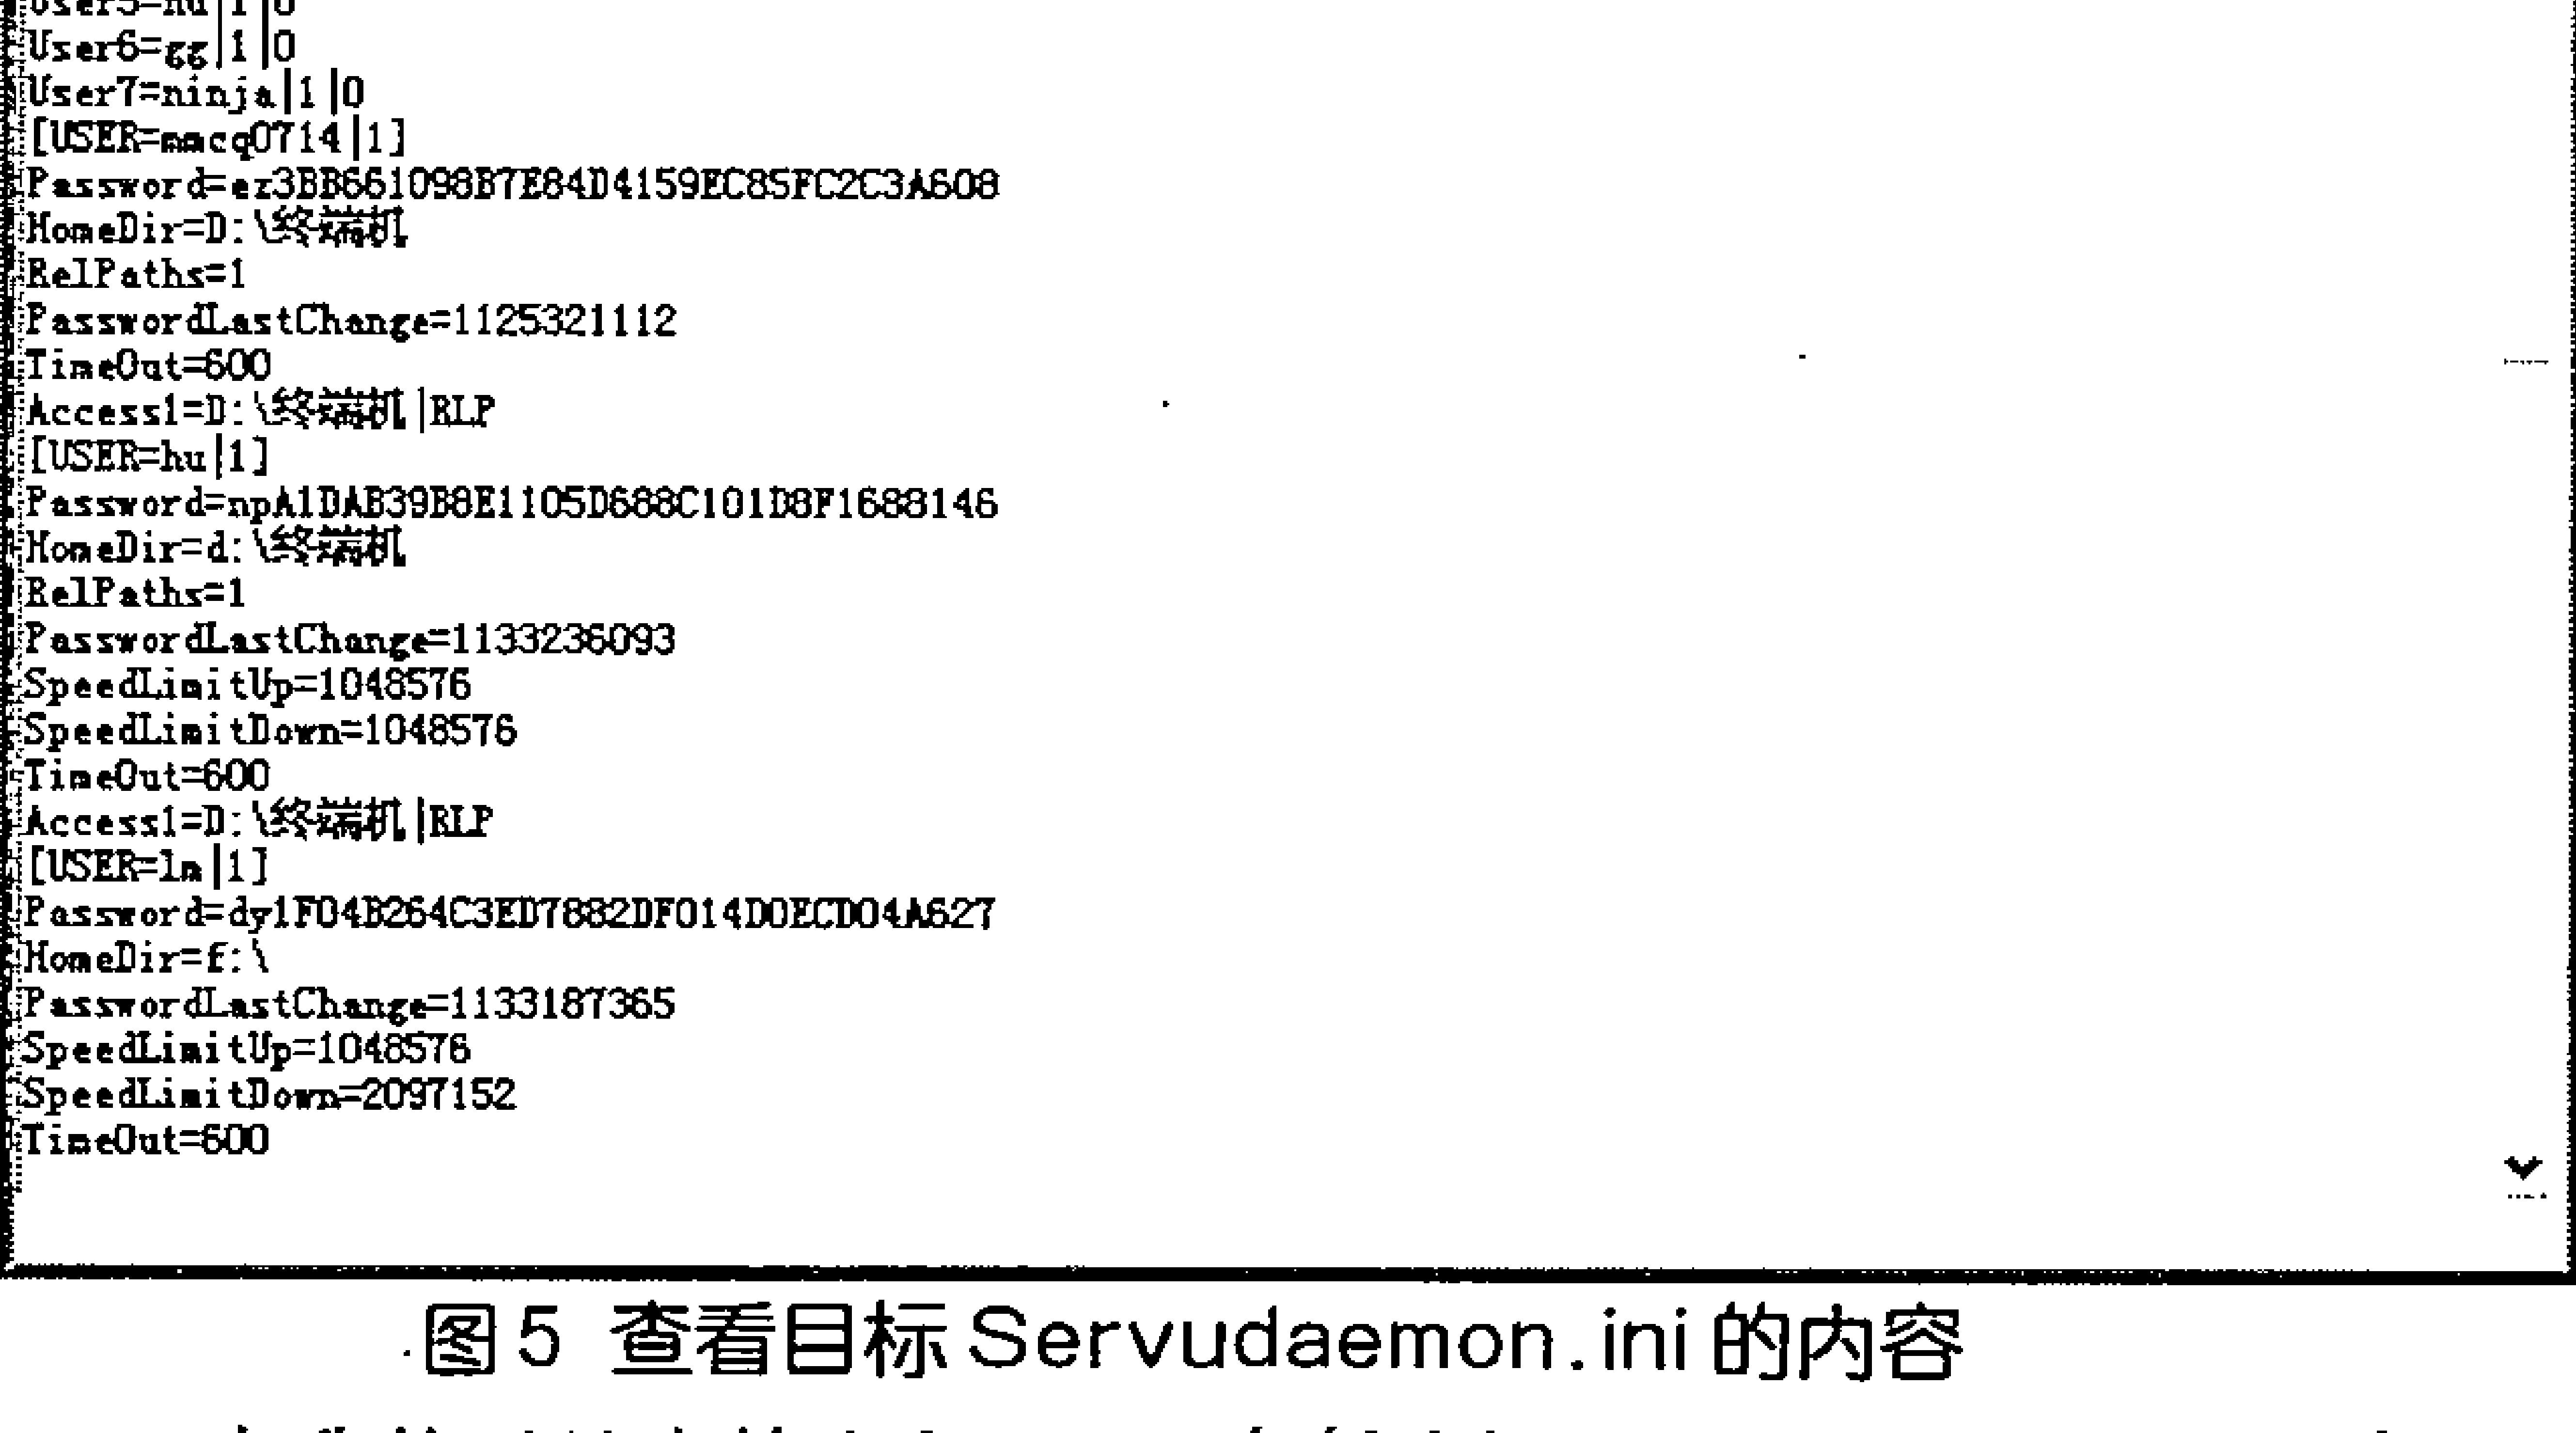 User6=gg|1|0
User7=ninja|1|0
[USER=mmcq0714|1]
Password=er3BB661098B7E84D4159EC85FC2C3A608
HomeDir=D:\终端机
RelPaths=1
PasswordLastChange=1125321112
TimeOut=600
Access1=D:\终端机|RLP
[USER=hu|1]
Password=npA1DAB39B8E1105D688C101D8F1688146
HomeDir=d:\终端机
RelPaths=1
PasswordLastChange=1133236093
SpeedLimitUp=1048576
SpeedLimitDown=1048576
TimeOut=600
Access1=D:\终端机|RLP
[USER=lm|1]
Password=dy1F04B264C3ED7882DF014D0ECD04A627
HomeDir=f:\
PasswordLastChange=1133187365
SpeedLimitUp=1048576
SpeedLimitDown=2097152
TimeOut=600
图5 查看目标Servudaemon.ini的内容